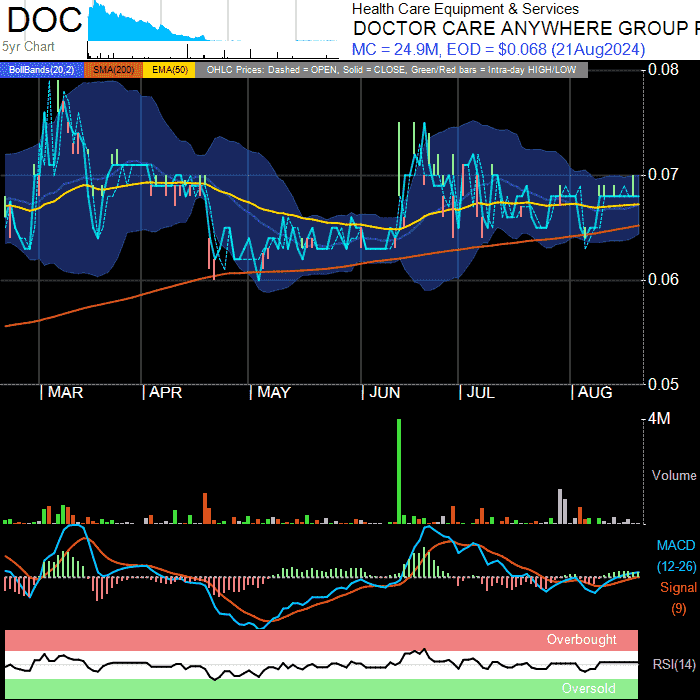 DOC
5yr Chart
Health Care Equipment & Services
DOCTOR CARE ANYWHERE GROUP P
MC = 24.9M, EOD = $0.068 (21Aug2024)
BollBands(20,2) SMA(200) EMA(50) OHLC Prices: Dashed = OPEN, Solid = CLOSE, Green/Red bars = Intra-day HIGH/LOW
0.08
0.07
0.06
0.05
MAR APR MAY JUN JUL AUG
4M
Volume
MACD
(12-26)
Signal
(9)
Overbought
RSI(14)
Oversold